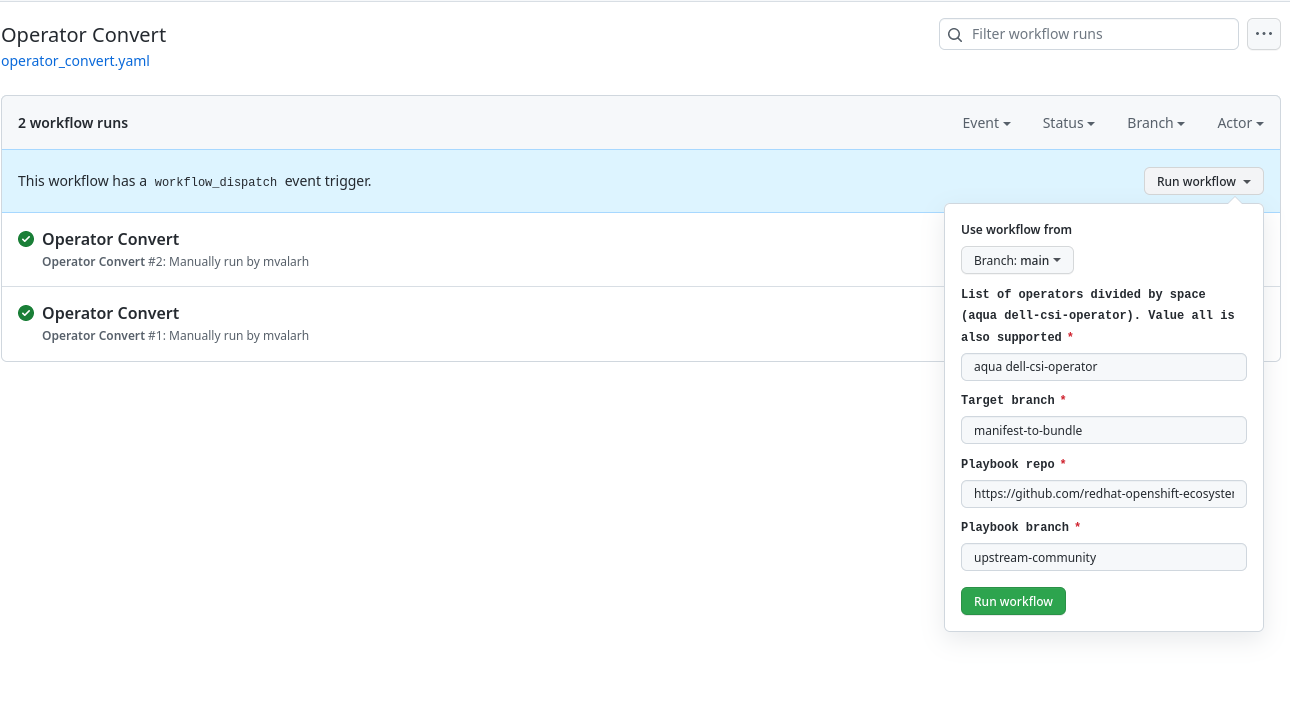 Operator Convert
Filter workflow runs
operator_convert.yaml
2 workflow runs
Event
Status
Branch
Actor
This workflow has a workflow_dispatch event trigger.
Run workflow
Operator Convert
Operator Convert #2: Manually run by mvalarh
Operator Convert
Operator Convert #1: Manually run by mvalarh
Use workflow from
Branch: main
List of operators divided by space
(aqua dell-csi-operator). Value all is
also supported *
aqua dell-csi-operator
Target branch *
manifest-to-bundle
Playbook repo *
https://github.com/redhat-openshift-ecosyster
Playbook branch *
upstream-community
Run workflow